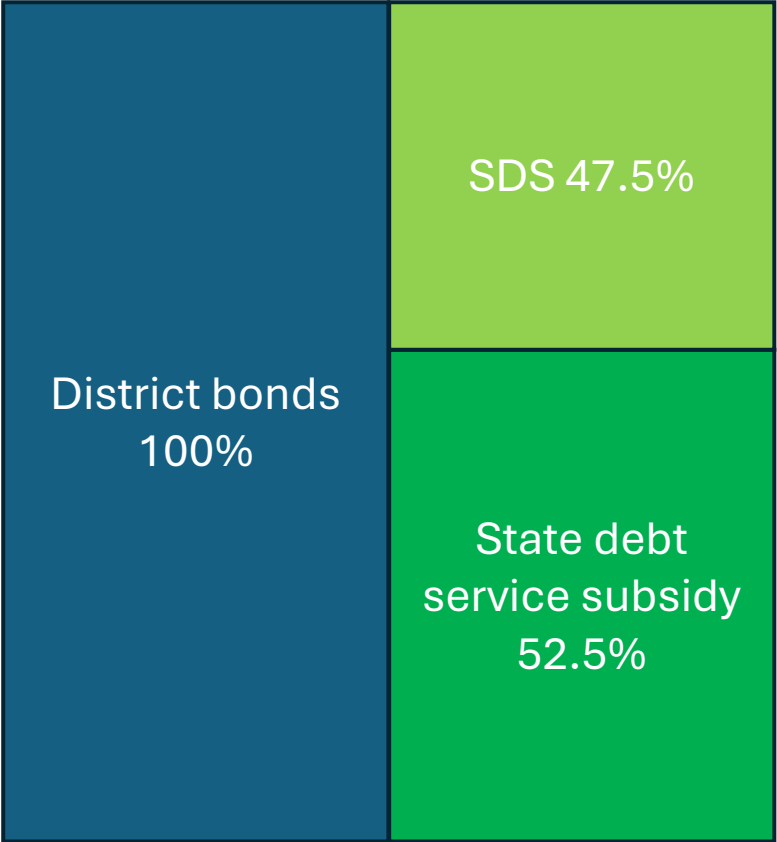 District bonds
100%
SDS 47.5%
State debt
service subsidy
52.5%